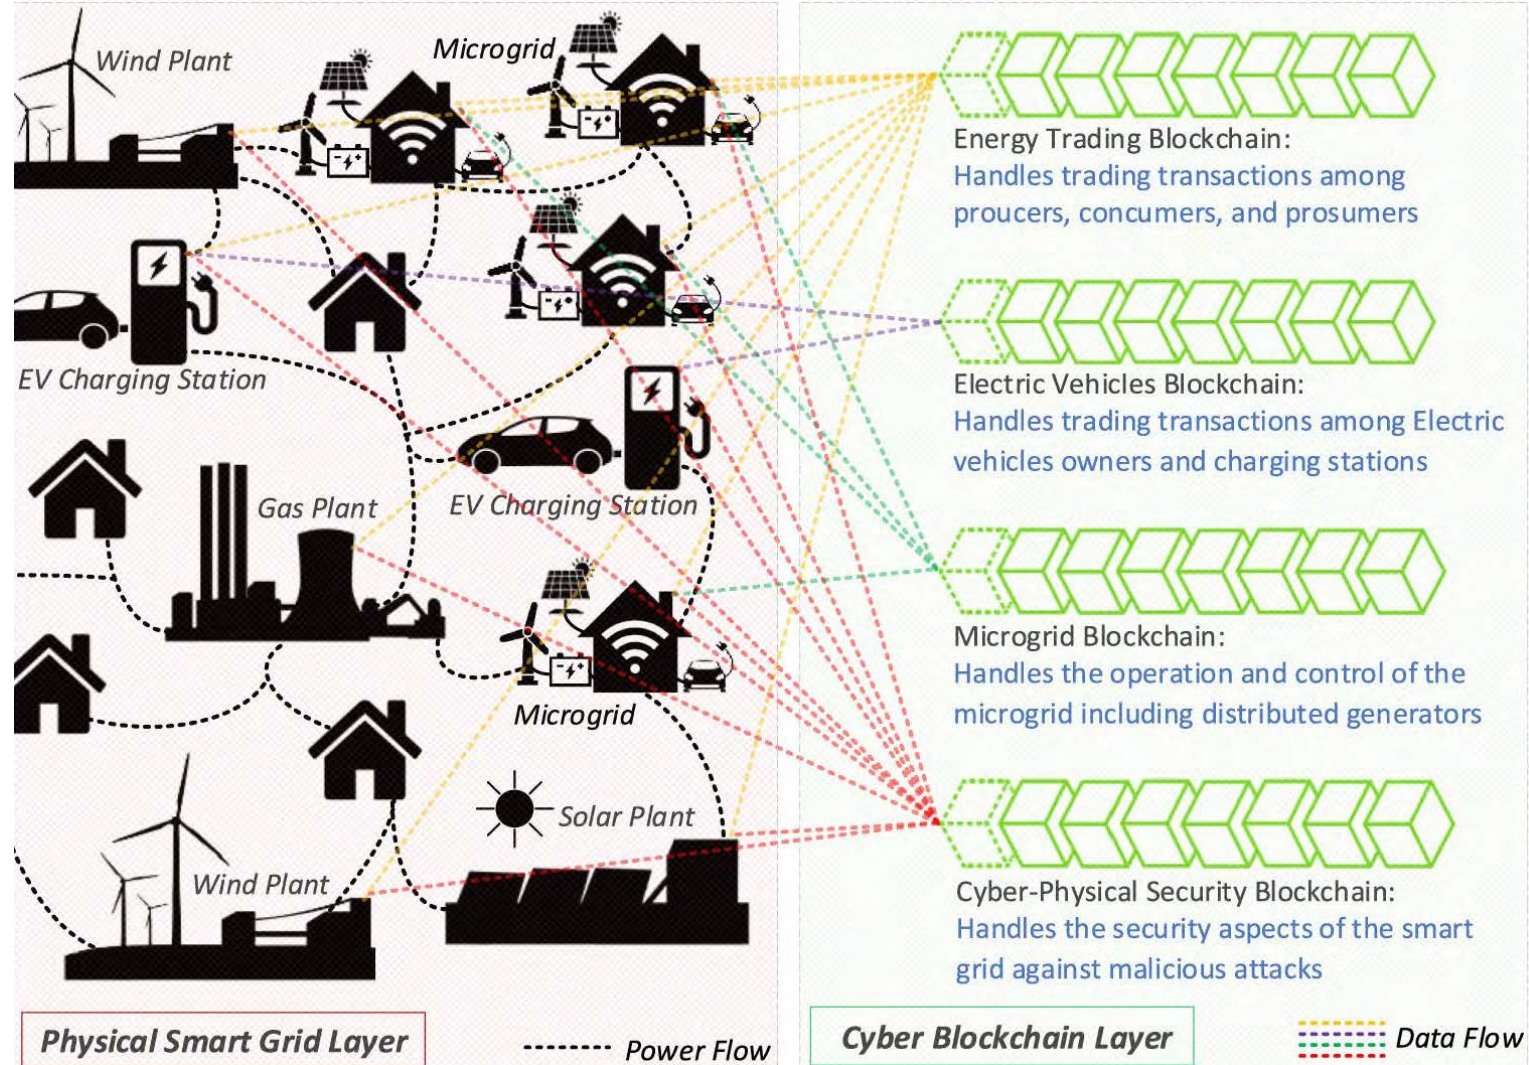 Wind Plant
Microgrid
EV Charging Station
Gas Plant
EV Charging Station
Microgrid
Solar Plant
Wind Plant
Physical Smart Grid Layer
Power Flow
Energy Trading Blockchain:
Handles trading transactions among
proucers, concumers, and prosumers
Electric Vehicles Blockchain:
Handles trading transactions among Electric
vehicles owners and charging stations
Microgrid Blockchain:
Handles the operation and control of the
microgrid including distributed generators
Cyber-Physical Security Blockchain:
Handles the security aspects of the smart
grid against malicious attacks
Cyber Blockchain Layer
Data Flow